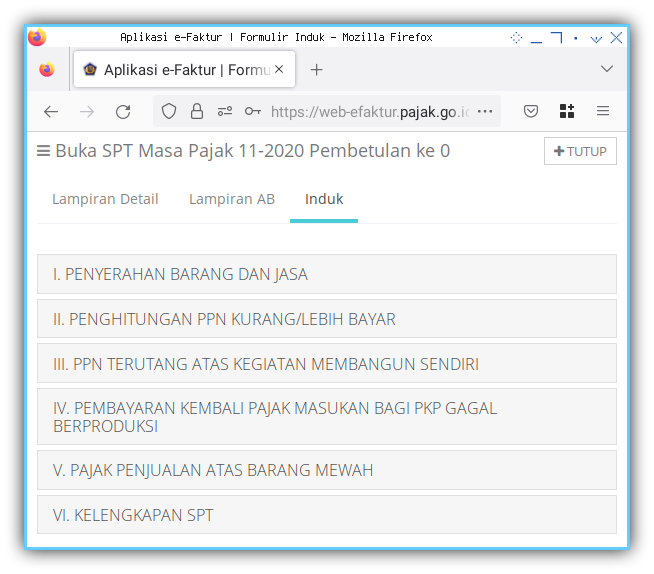 Aplikasi e-Faktur | Formulir Induk - Mozilla Firefox
Aplikasi e-Faktur | Formu
https://web-efaktur.pajak.go.id
Buka SPT Masa Pajak 11-2020 Pembetulan ke 0
TUTUP
Lampiran Detail Lampiran AB Induk
I. PENYERAHAN BARANG DAN JASA
II. PENGHITUNGAN PPN KURANG/LEBIH BAYAR
III. PPN TERUTANG ATAS KEGIATAN MEMBANGUN SENDIRI
IV. PEMBAYARAN KEMBALI PAJAK MASUKAN BAGI PKP GAGAL
BERPRODUKSI
V. PAJAK PENJUALAN ATAS BARANG MEWAH
VI. KELENGKAPAN SPT